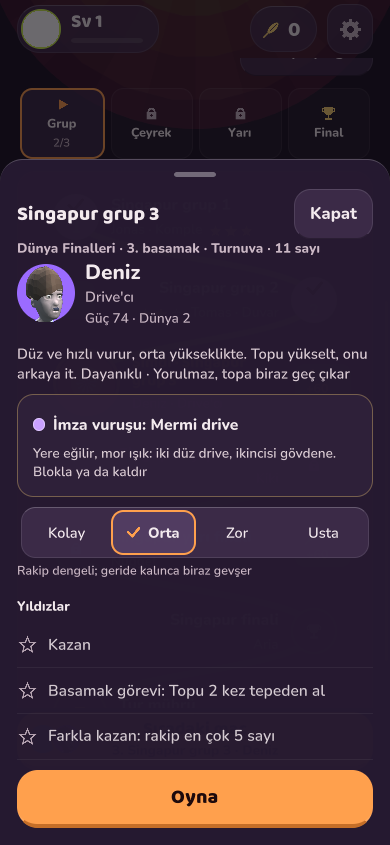 Sv 1
0
Grup
2/3
Çeyrek
Yarı
Final
Singapur grup 3
Kapat
Dünya Finalleri · 3. basamak · Turnuva · 11 sayı
Deniz
Drive'cı
Güç 74 · Dünya 2
Düz ve hızlı vurur, orta yükseklikte. Topu yükselt, onu
arkaya it. Dayanıklı · Yorulmaz, topa biraz geç çıkar
İmza vuruşu: Mermi drive
Yere eğilir, mor ışık: iki düz drive, ikincisi gövdene.
Blokla ya da kaldır
Kolay
Orta
Zor
Usta
Rakip dengeli; geride kalınca biraz gevşer
Yıldızlar
Kazan
Basamak görevi: Topu 2 kez tepeden al
Farkla kazan: rakip en çok 5 sayı
Oyna